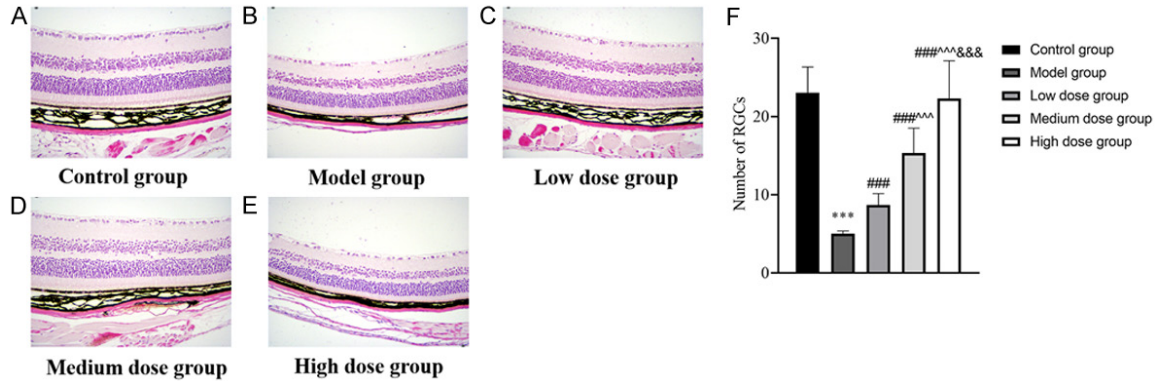 A
B
C
Control group
Model group
Low dose group
D
E
Medium dose group
High dose group
F
Number of RGCs
30
20
10
0
***
###
###^^^
###^^^&&&
Control group
Model group
Low dose group
Medium dose group
High dose group